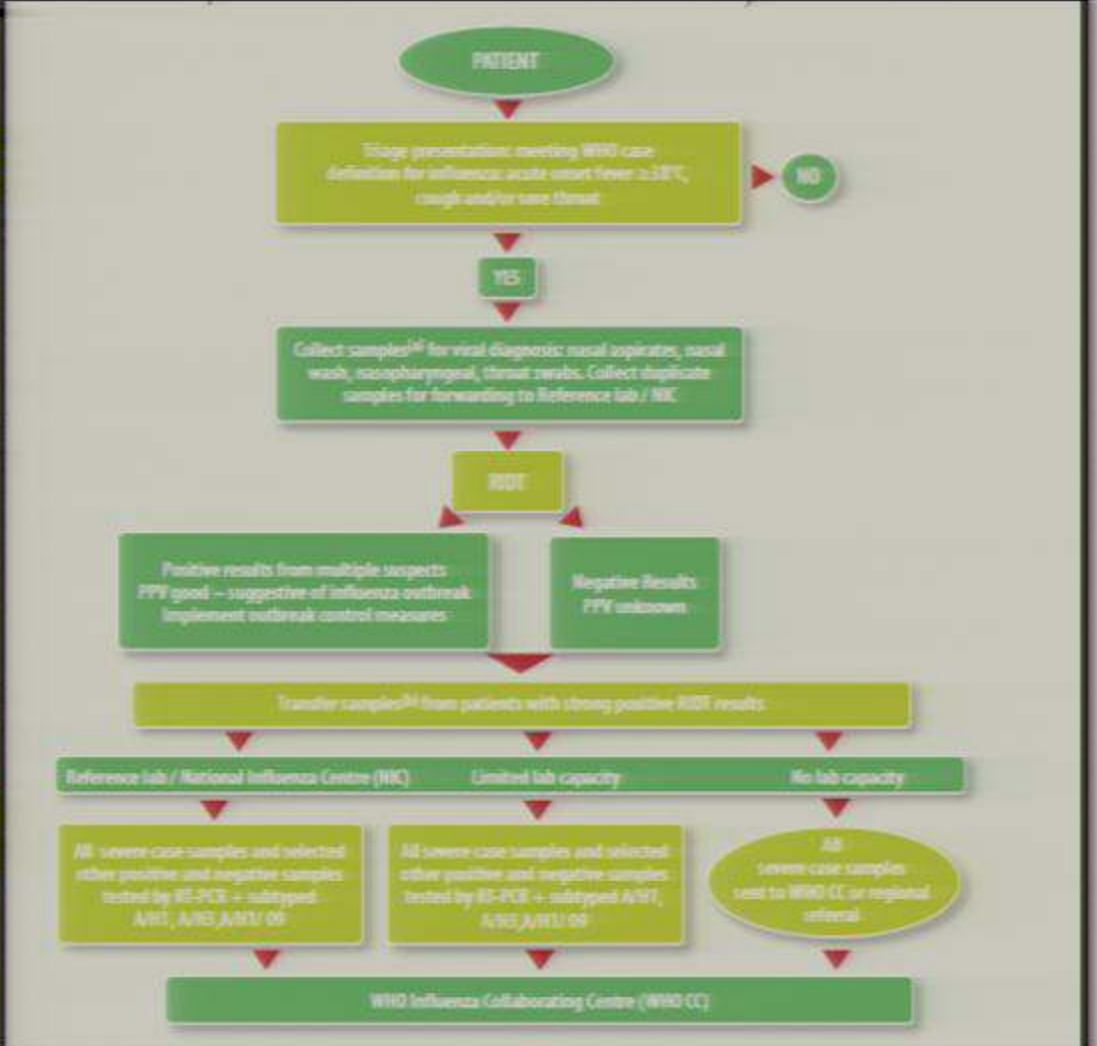 PATIENT
Triage presentation: meeting WHO case
definition for influenza: acute onset fever ≥38°C,
cough and/or sore throat
NO
YES
Collect samples(a) for viral diagnosis: nasal aspirates, nasal
wash, nasopharyngeal, throat swabs. Collect duplicate
samples for forwarding to Reference lab / NIC
RIDT
Positive results from multiple suspects
PPV good – suggestive of influenza outbreak
Implement outbreak control measures
Negative Results
PPV unknown
Transfer samples(b) from patients with strong positive RIDT results
Reference lab / National Influenza Centre (NIC)
Limited lab capacity
No lab capacity
All severe case samples and selected
other positive and negative samples
tested by RT-PCR + subtyped
A/H1, A/H3,A/H1/ 09
All severe case samples and selected
other positive and negative samples
tested by RT-PCR + subtyped A/H1,
A/H3,A/H1/ 09
All
severe case samples
sent to WHO CC or regional
referral
WHO Influenza Collaborating Centre (WHO CC)